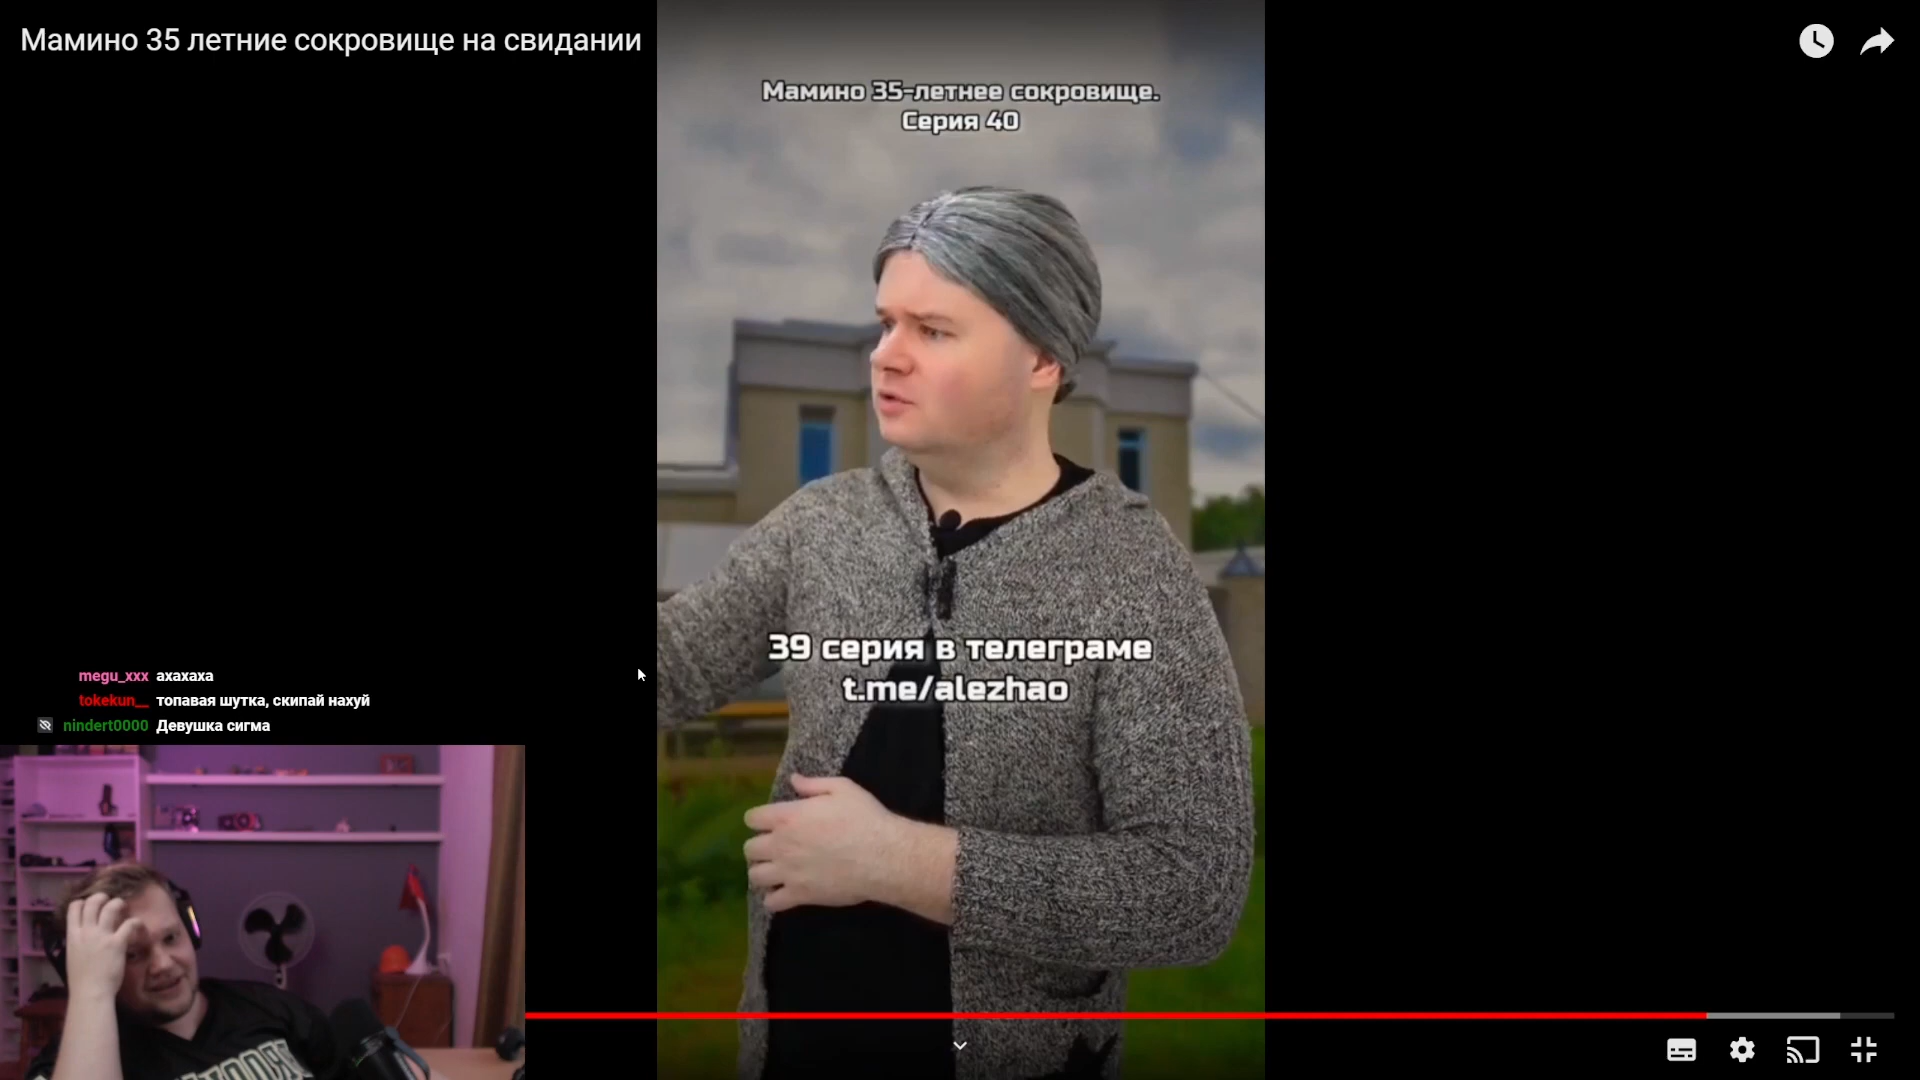 Мамино 35 летние сокровище на свидании
Мамино 35-летнее сокровище.
Серия 40
39 серия в телеграме
t.me/alezhao
megu_xxx ахахаха
tokekun__ топавая шутка, скипай нахуй
nindert0000 Девушка сигма